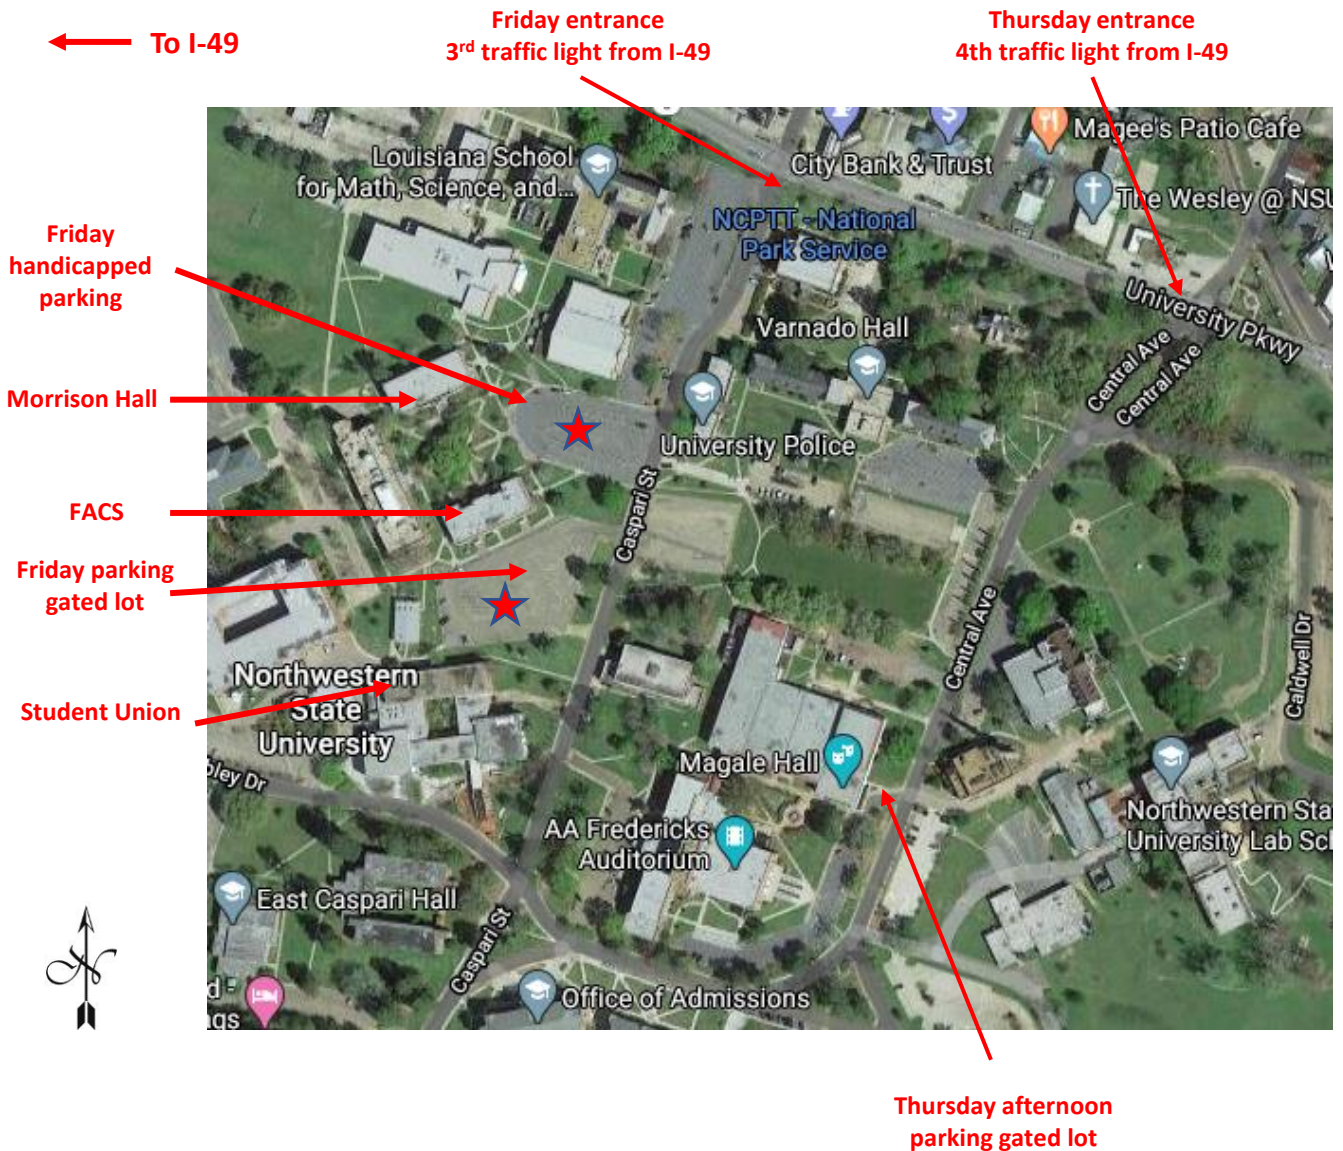 To I-49
Friday entrance
3rd traffic light from I-49
Thursday entrance
4th traffic light from I-49
Friday
handicapped
parking
Morrison Hall
FACS
Friday parking
gated lot
Student Union
Thursday afternoon
parking gated lot
Louisiana School
for Math, Science, and...
City Bank & Trust
Magee's Patio Cafe
The Wesley @ NSU
NCPTT - National
Park Service
University Pkwy
Varnado Hall
Central Ave
Central Ave
University Police
Caspari St
Central Ave
Caldwell Dr
Northwestern
State
University
bley Dr
Magale Hall
AA Fredericks
Auditorium
Northwestern Sta
University Lab Sc
East Caspari Hall
Caspari St
Office of Admissions
d -
gs
N